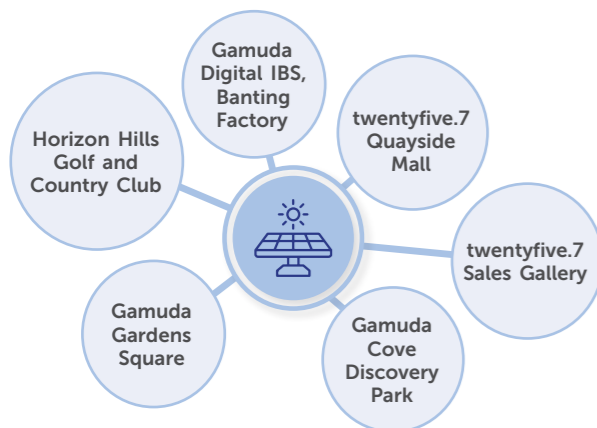 Gamuda
Digital IBS,
Banting
Factory
twentyfive.7
Quayside
Mall
Horizon Hills
Golf and
Country Club
twentyfive.7
Sales Gallery
Gamuda
Gardens
Square
Gamuda
Cove
Discovery
Park